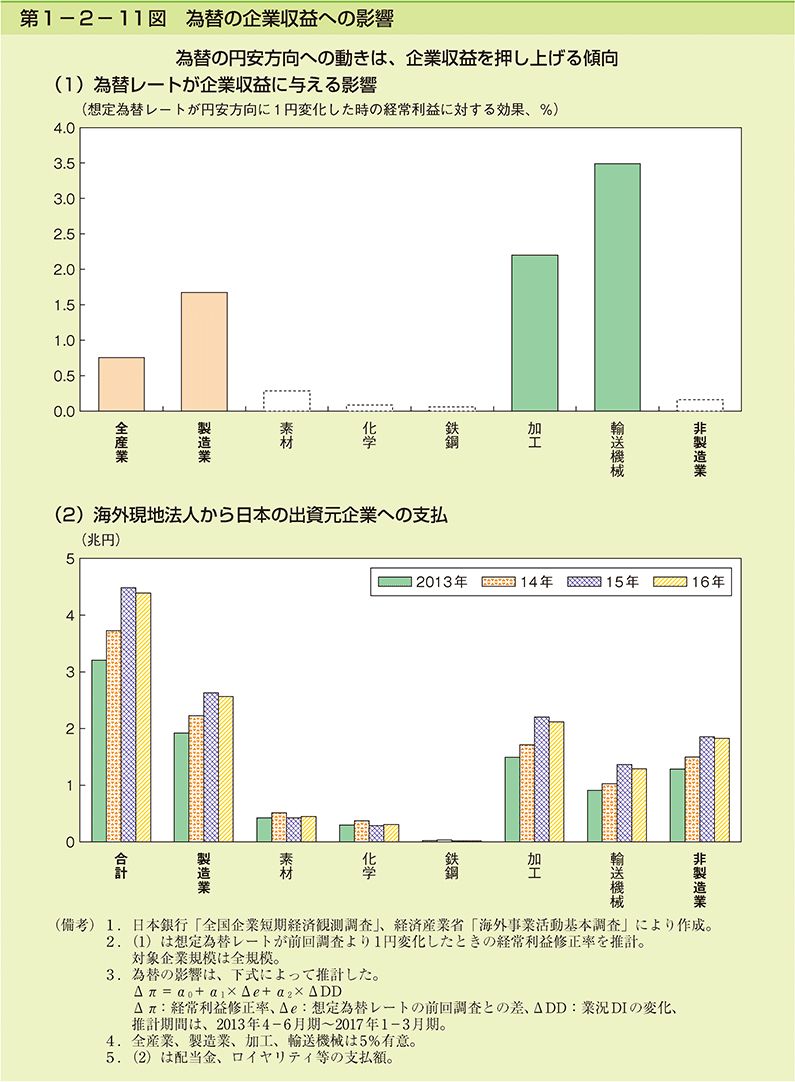 第1－2－11図　為替の企業収益への影響
為替の円安方向への動きは、企業収益を押し上げる傾向
（1）為替レートが企業収益に与える影響
（想定為替レートが円安方向に1円変化した時の経常利益に対する効果、％）
4.0
3.5
3.0
2.5
2.0
1.5
1.0
0.5
0.0
全産業
製造業
素材
化学
鉄鋼
加工
輸送機械
非製造業
（2）海外現地法人から日本の出資元企業への支払
（兆円）
5
4
3
2
1
0
2013年　14年　15年　16年
合計
製造業
素材
化学
鉄鋼
加工
輸送機械
非製造業
（備考）1．日本銀行「全国企業短期経済観測調査」、経済産業省「海外事業活動基本調査」により作成。
2．（1）は想定為替レートが前回調査より1円変化したときの経常利益修正率を推計。
対象企業規模は全規模。
3．為替の影響は、下式によって推計した。
Δπ＝α₀＋α₁×Δe＋α₂×ΔDD
Δπ：経常利益修正率、Δe：想定為替レートの前回調査との差、ΔDD：業況DIの変化、
推計期間は、2013年4－6月期～2017年1－3月期。
4．全産業、製造業、加工、輸送機械は5％有意。
5．（2）は配当金、ロイヤリティ等の支払額。